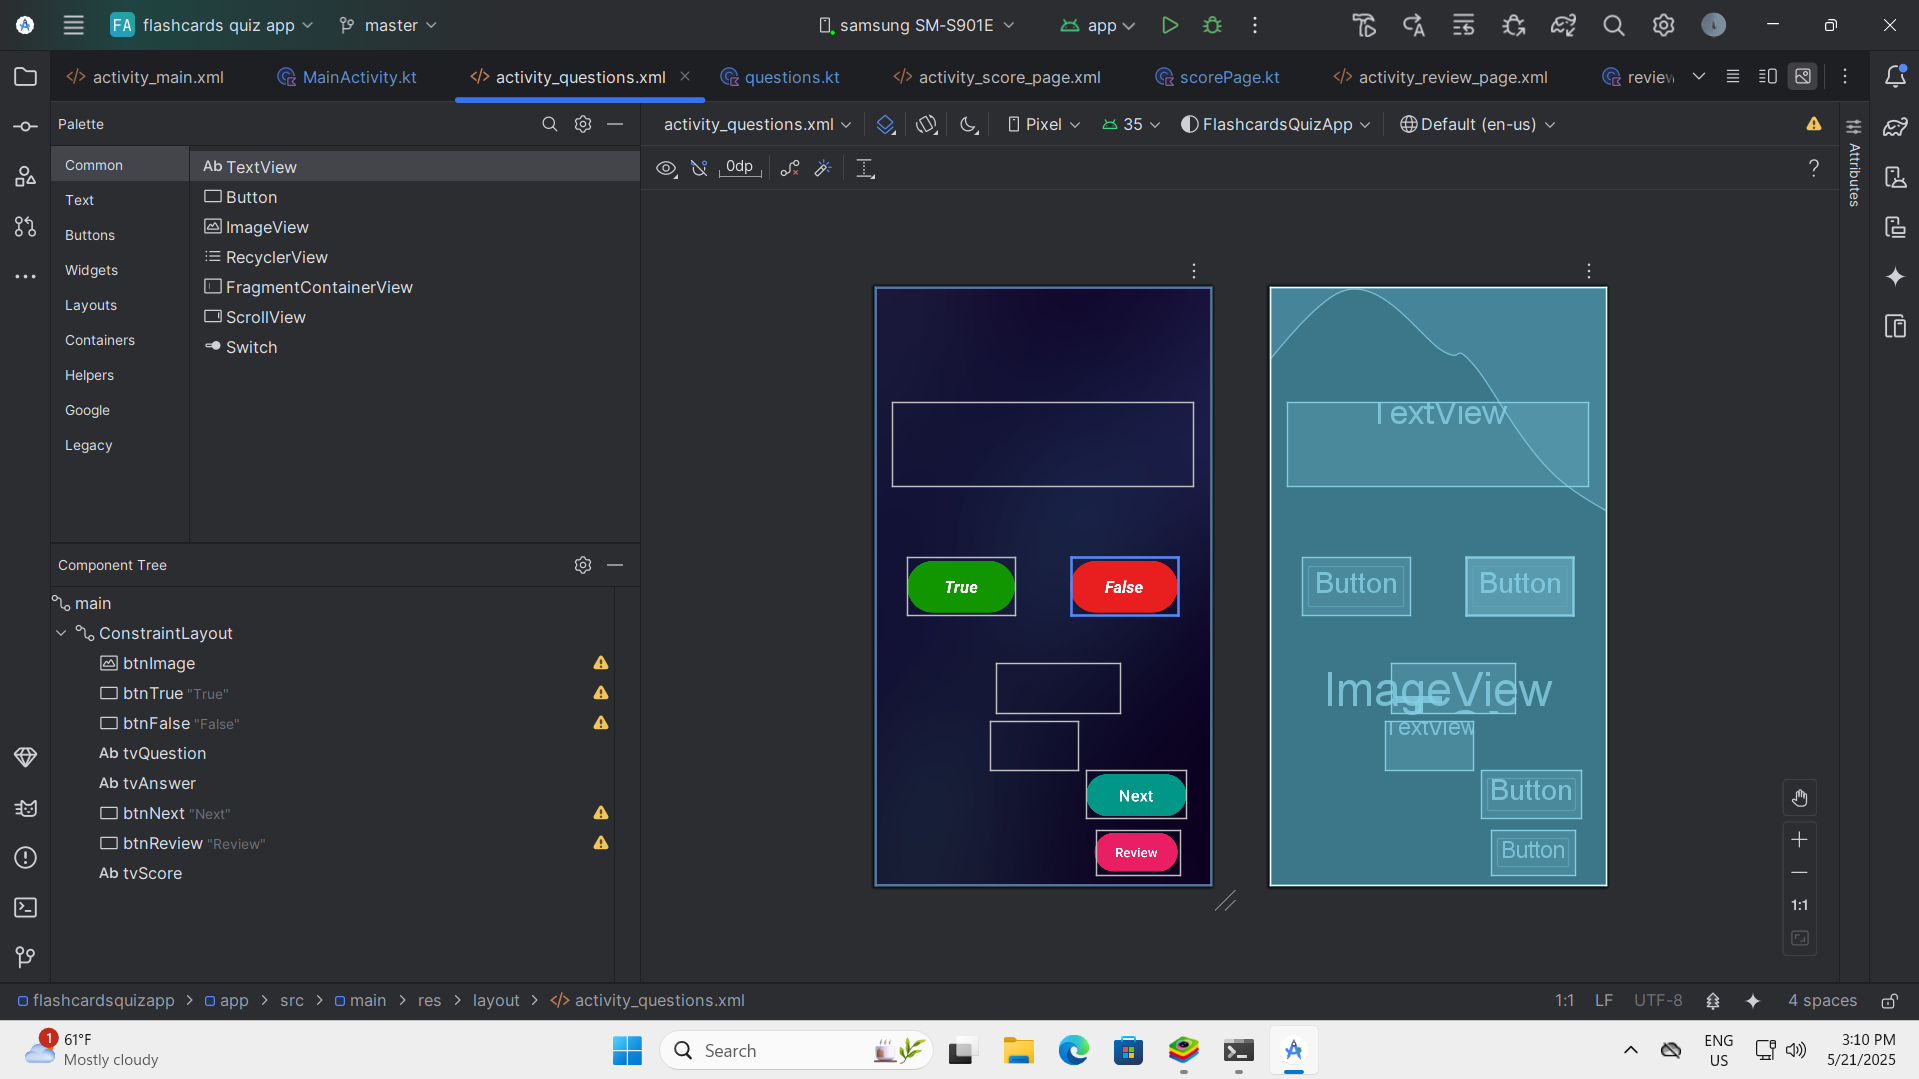 FA flashcards quiz app master samsung SM-S901E app
activity_main.xml MainActivity.kt activity_questions.xml questions.kt activity_score_page.xml scorePage.kt activity_review_page.xml review
Palette
activity_questions.xml Pixel 35 FlashcardsQuizApp Default (en-us)
Common
Text
Buttons
Widgets
Layouts
Containers
Helpers
Google
Legacy
Ab TextView
Button
ImageView
RecyclerView
FragmentContainerView
ScrollView
Switch
0dp
?
Attributes
True
False
Next
Review
TextView
Button
Button
ImageView
TextView
Button
Button
1:1
Component Tree
main
ConstraintLayout
btnImage
btnTrue "True"
btnFalse "False"
Ab tvQuestion
Ab tvAnswer
btnNext "Next"
btnReview "Review"
Ab tvScore
flashcardsquizapp > app > src > main > res > layout > activity_questions.xml
1:1 LF UTF-8 4 spaces
1
61°F
Mostly cloudy
Search
ENG
US
3:10 PM
5/21/2025